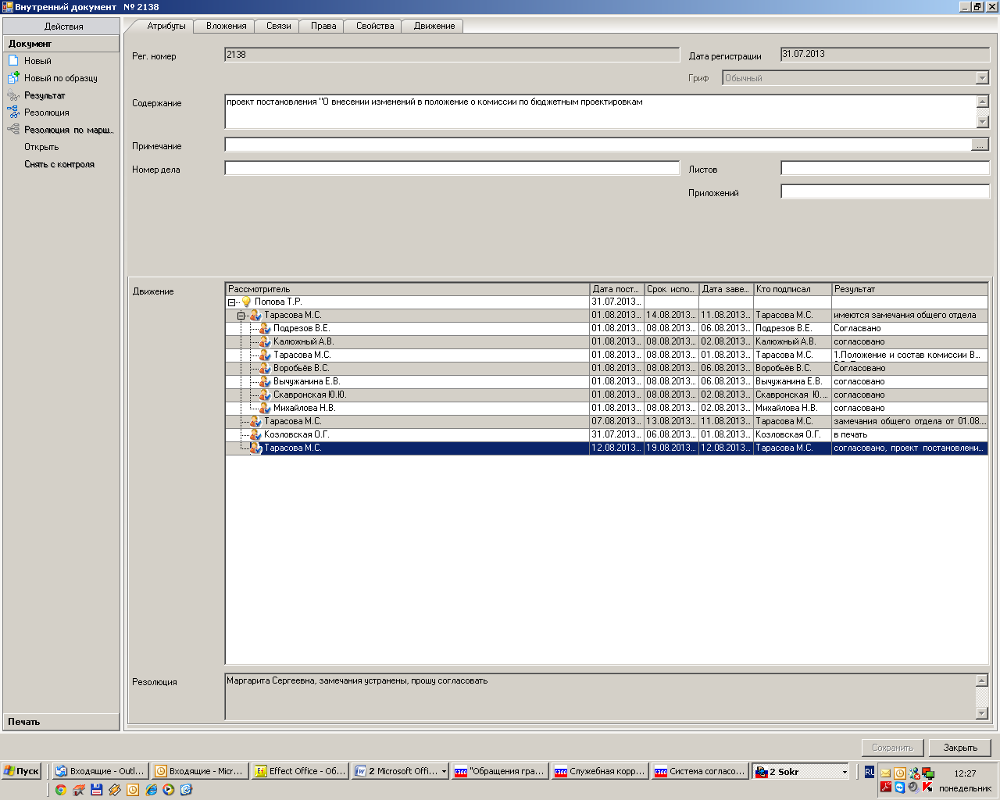 Внутренний документ № 2138
Действия
Документ
Новый
Новый по образцу
Результат
Резолюция
Резолюция по марш...
Открыть
Снять с контроля
Печать
Атрибуты Вложения Связи Права Свойства Движение
Рег. номер 2138 Дата регистрации 31.07.2013
Гриф Обычный
Содержание проект постановления "О внесении изменений в положение о комиссии по бюджетным проектировкам
Примечание ...
Номер дела Листов
Приложений
Движение
Рассмотритель Дата пост... Срок испо... Дата заве... Кто подписал Результат
Попова Т.Р. 31.07.2013...
Тарасова М.С. 01.08.2013... 14.08.2013... 11.08.2013... Тарасова М.С. имеются замечания общего отдела
Подрезов В.Е. 01.08.2013... 08.08.2013... 06.08.2013... Подрезов В.Е. Согласвано
Калюжный А.В. 01.08.2013... 08.08.2013... 02.08.2013... Калюжный А.В. согласовано
Тарасова М.С. 01.08.2013... 08.08.2013... 01.08.2013... Тарасова М.С. 1.Положение и состав комиссии В...
Воробьёв В.С. 01.08.2013... 08.08.2013... 06.08.2013... Воробьёв В.С. Согласовано
Вычужанина Е.В. 01.08.2013... 08.08.2013... 06.08.2013... Вычужанина Е.В. согласовано
Скавронская Ю.Ю. 01.08.2013... 08.08.2013... 02.08.2013... Скавронская Ю.... согласовано
Михайлова Н.В. 01.08.2013... 08.08.2013... 02.08.2013... Михайлова Н.В. согласовано
Тарасова М.С. 07.08.2013... 13.08.2013... 11.08.2013... Тарасова М.С. замечания общего отдела от 01.08....
Козловская О.Г. 31.07.2013... 06.08.2013... 01.08.2013... Козловская О.Г. в печать
Тарасова М.С. 12.08.2013... 19.08.2013... 12.08.2013... Тарасова М.С. согласовано, проект постановлени...
Резолюция Маргарита Сергеевна, замечания устранены, прошу согласовать
Сохранить Закрыть
Пуск Входящие - Outl... Входящие - Micr... Effect Office - Об... 2 Microsoft Offi... "Обращения гра... Служебная корр... Система согласо... 2 Sokr RU 12:27
понедельник